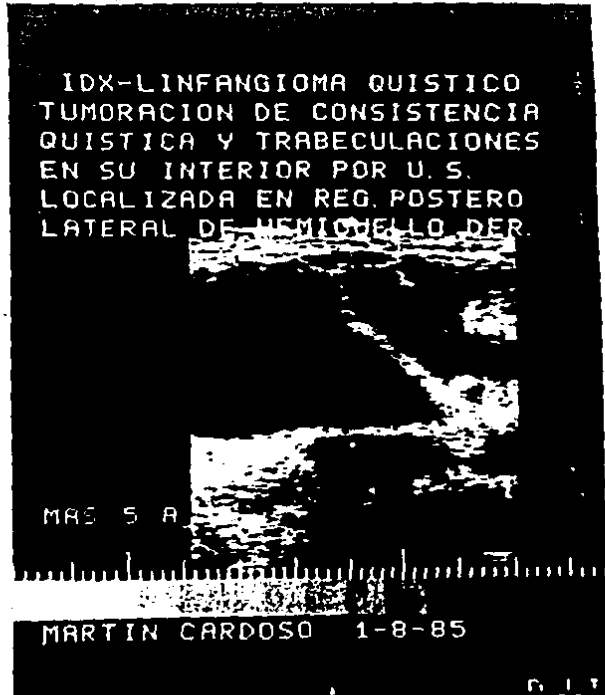 IDX-LINFANGIOMA QUISTICO
TUMORACION DE CONSISTENCIA
QUISTICA Y TRABECULACIONES
EN SU INTERIOR POR U.S.
LOCALIZADA EN REG. POSTERO
LATERAL DE HEMICUELLO DER.
MAS 5 A
MARTIN CARDOSO 1-8-85